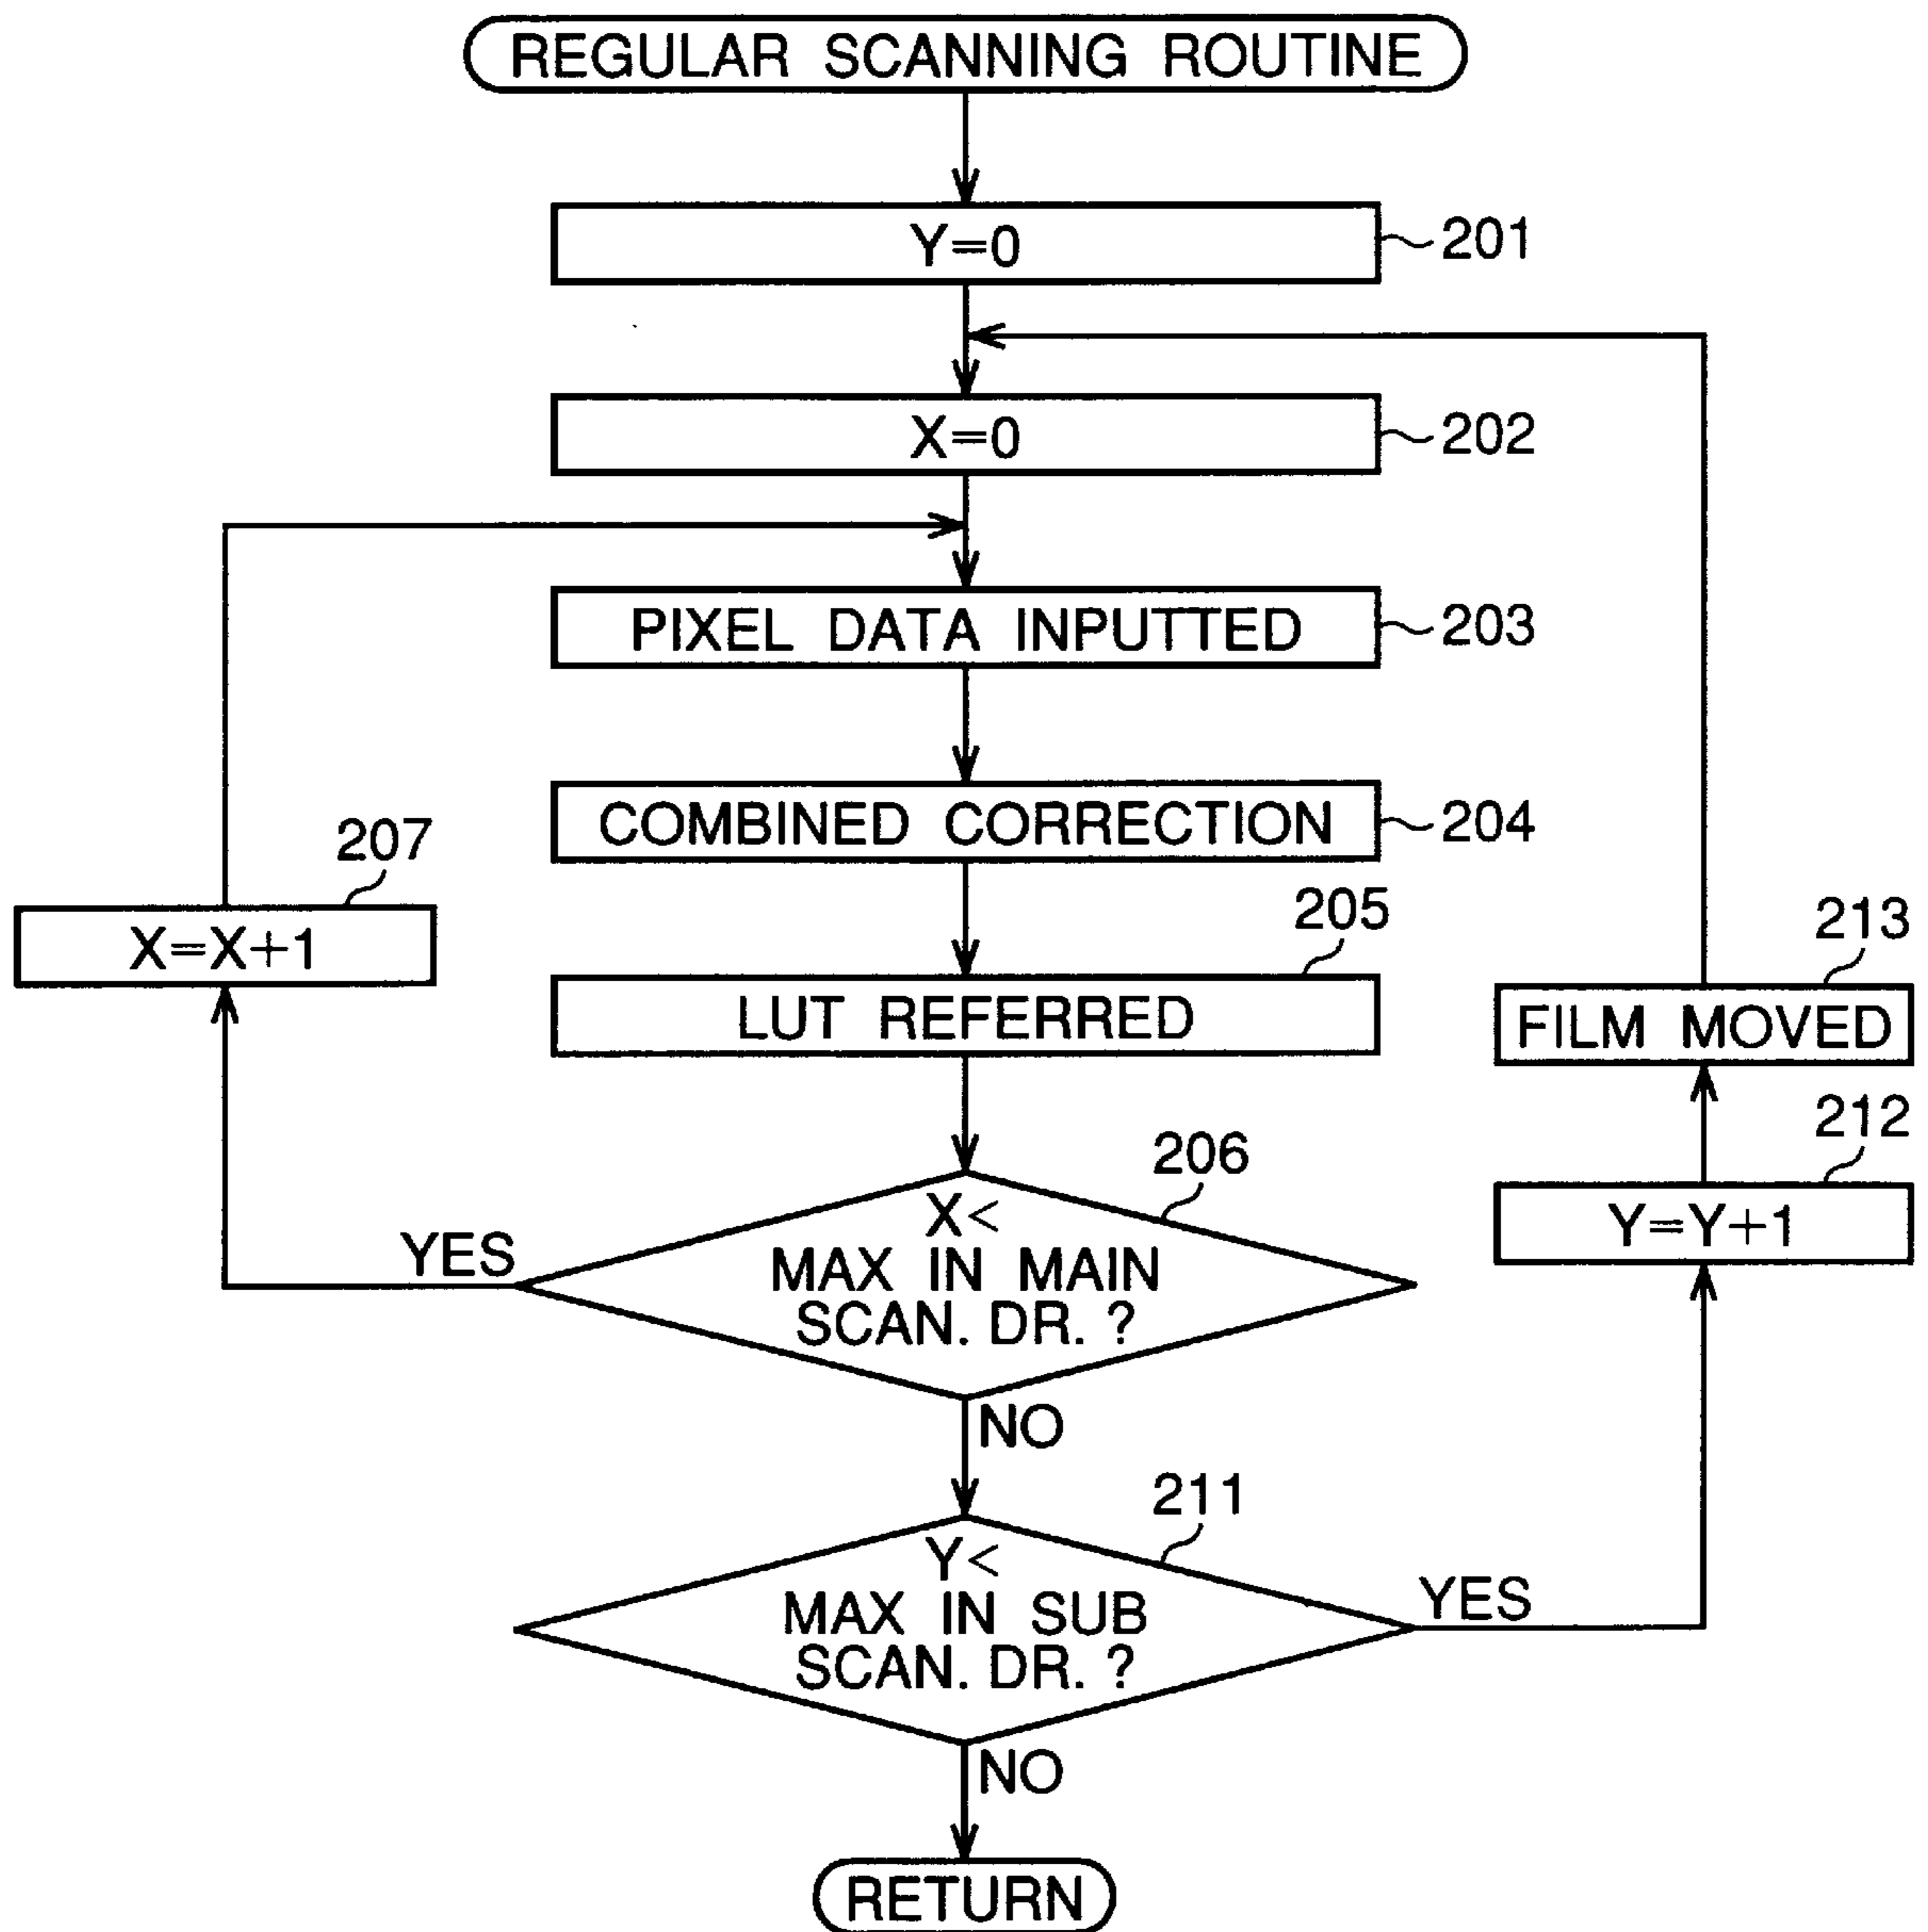 REGULAR SCANNING ROUTINE
Y=0
201
X=0
202
PIXEL DATA INPUTTED
203
COMBINED CORRECTION
204
207
X=X+1
205
LUT REFERRED
213
FILM MOVED
212
Y=Y+1
206
X<
MAX IN MAIN
SCAN. DR. ?
YES
NO
211
Y<
MAX IN SUB
SCAN. DR. ?
YES
NO
RETURN